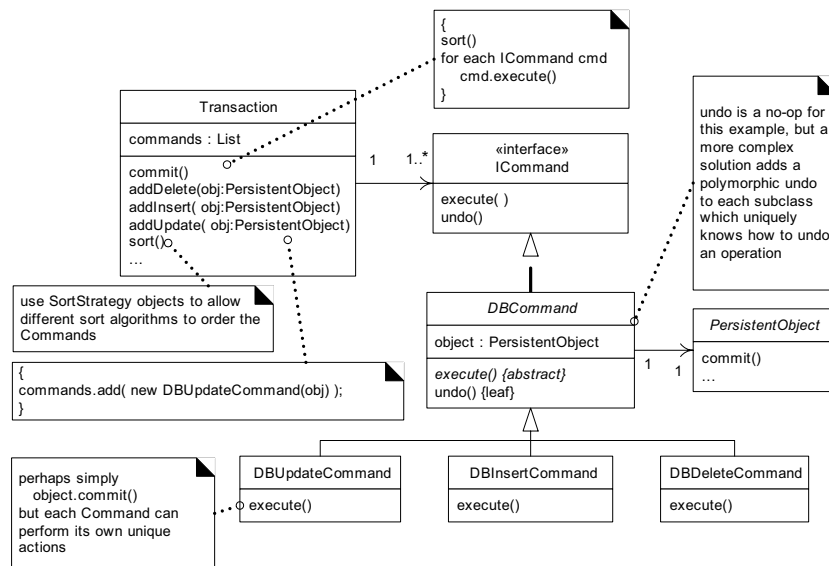 {
sort()
for each ICommand cmd
cmd.execute()
}
Transaction
commands : List
commit()
addDelete(obj:PersistentObject)
addInsert( obj:PersistentObject)
addUpdate( obj:PersistentObject)
sort()
...
1
1..*
«interface»
ICommand
execute( )
undo()
undo is a no-op for
this example, but a
more complex
solution adds a
polymorphic undo
to each subclass
which uniquely
knows how to undo
an operation
use SortStrategy objects to allow
different sort algorithms to order the
Commands
DBCommand
object : PersistentObject
execute() {abstract}
undo() {leaf}
1
1
PersistentObject
commit()
...
{
commands.add( new DBUpdateCommand(obj) );
}
perhaps simply
object.commit()
but each Command can
perform its own unique
actions
DBUpdateCommand
execute()
DBInsertCommand
execute()
DBDeleteCommand
execute()